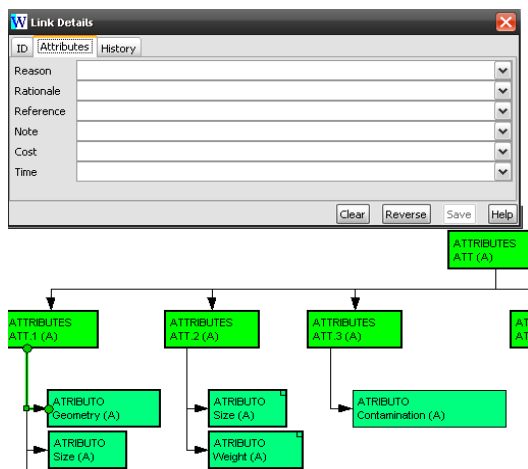 W Link Details
ID Attributes History
Reason
Rationale
Reference
Note
Cost
Time
Clear Reverse Save Help
ATTRIBUTES
ATT (A)
ATTRIBUTES
ATT.1 (A)
ATTRIBUTES
ATT.2 (A)
ATTRIBUTES
ATT.3 (A)
ATRIBUTO
Geometry (A)
ATRIBUTO
Size (A)
ATRIBUTO
Contamination (A)
ATRIBUTO
Size (A)
ATRIBUTO
Weight (A)